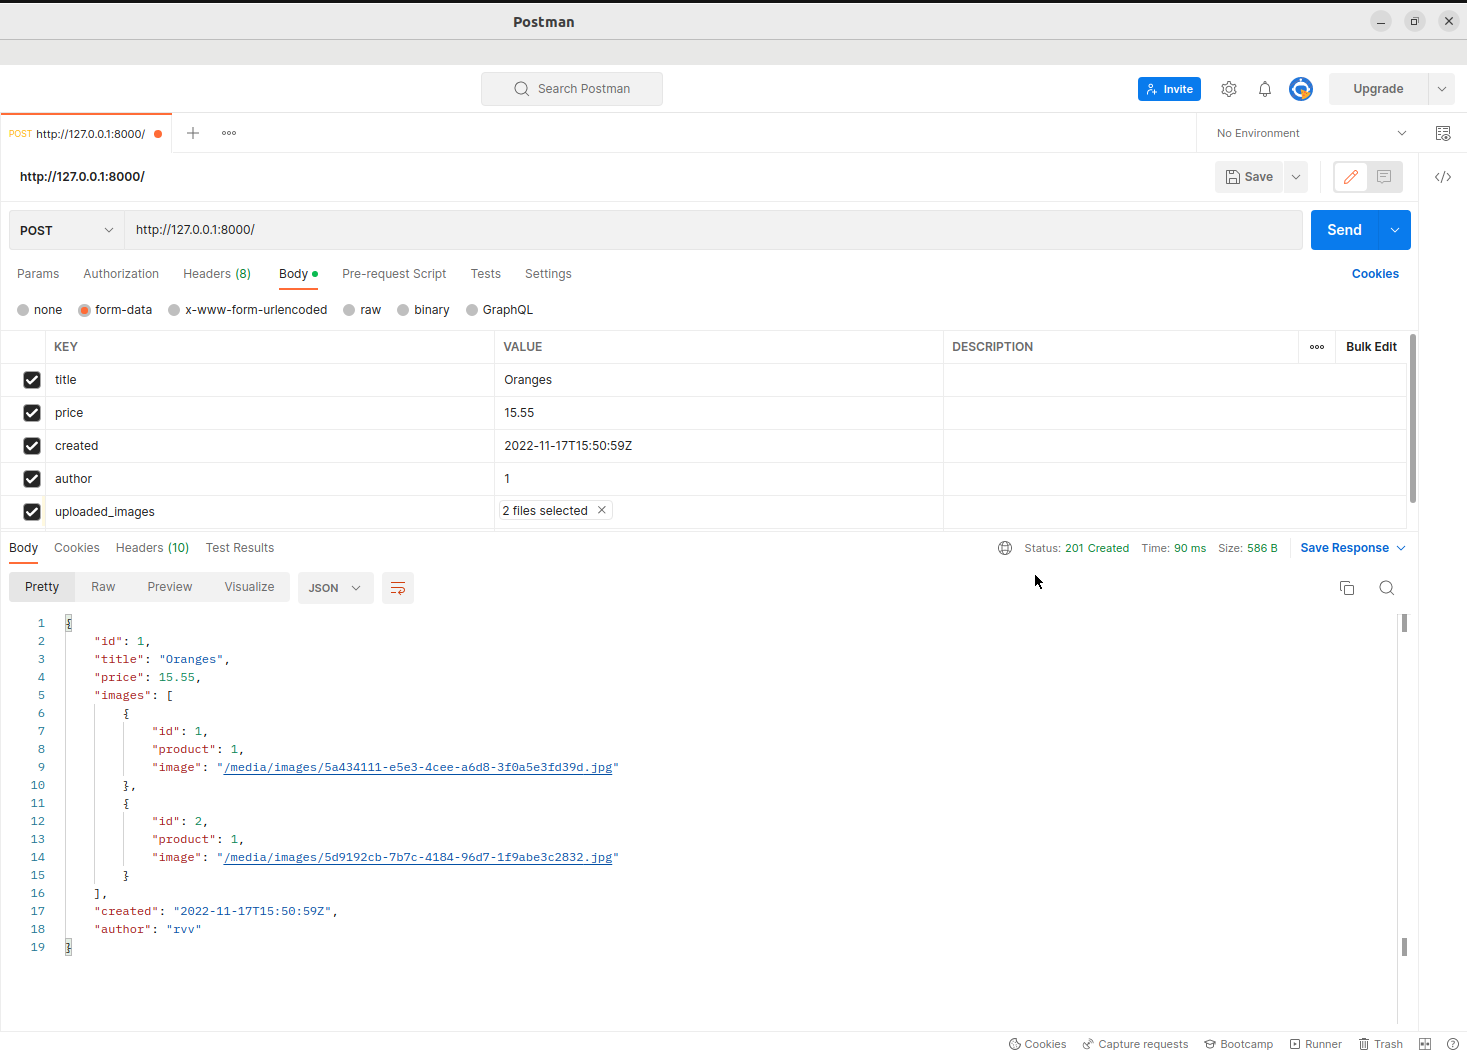 Postman
Search Postman
Invite
Upgrade
POST http://127.0.0.1:8000/
No Environment
http://127.0.0.1:8000/
Save
POST http://127.0.0.1:8000/ Send
Params Authorization Headers (8) Body Pre-request Script Tests Settings Cookies
none form-data x-www-form-urlencoded raw binary GraphQL
KEY VALUE DESCRIPTION Bulk Edit
title Oranges
price 15.55
created 2022-11-17T15:50:59Z
author 1
uploaded_images 2 files selected
Body Cookies Headers (10) Test Results Status: 201 Created Time: 90 ms Size: 586 B Save Response
Pretty Raw Preview Visualize JSON
1 {
2 "id": 1,
3 "title": "Oranges",
4 "price": 15.55,
5 "images": [
6 {
7 "id": 1,
8 "product": 1,
9 "image": "/media/images/5a434111-e5e3-4cee-a6d8-3f0a5e3fd39d.jpg"
10 },
11 {
12 "id": 2,
13 "product": 1,
14 "image": "/media/images/5d9192cb-7b7c-4184-96d7-1f9abe3c2832.jpg"
15 }
16 ],
17 "created": "2022-11-17T15:50:59Z",
18 "author": "rvv"
19 }
Cookies Capture requests Bootcamp Runner Trash